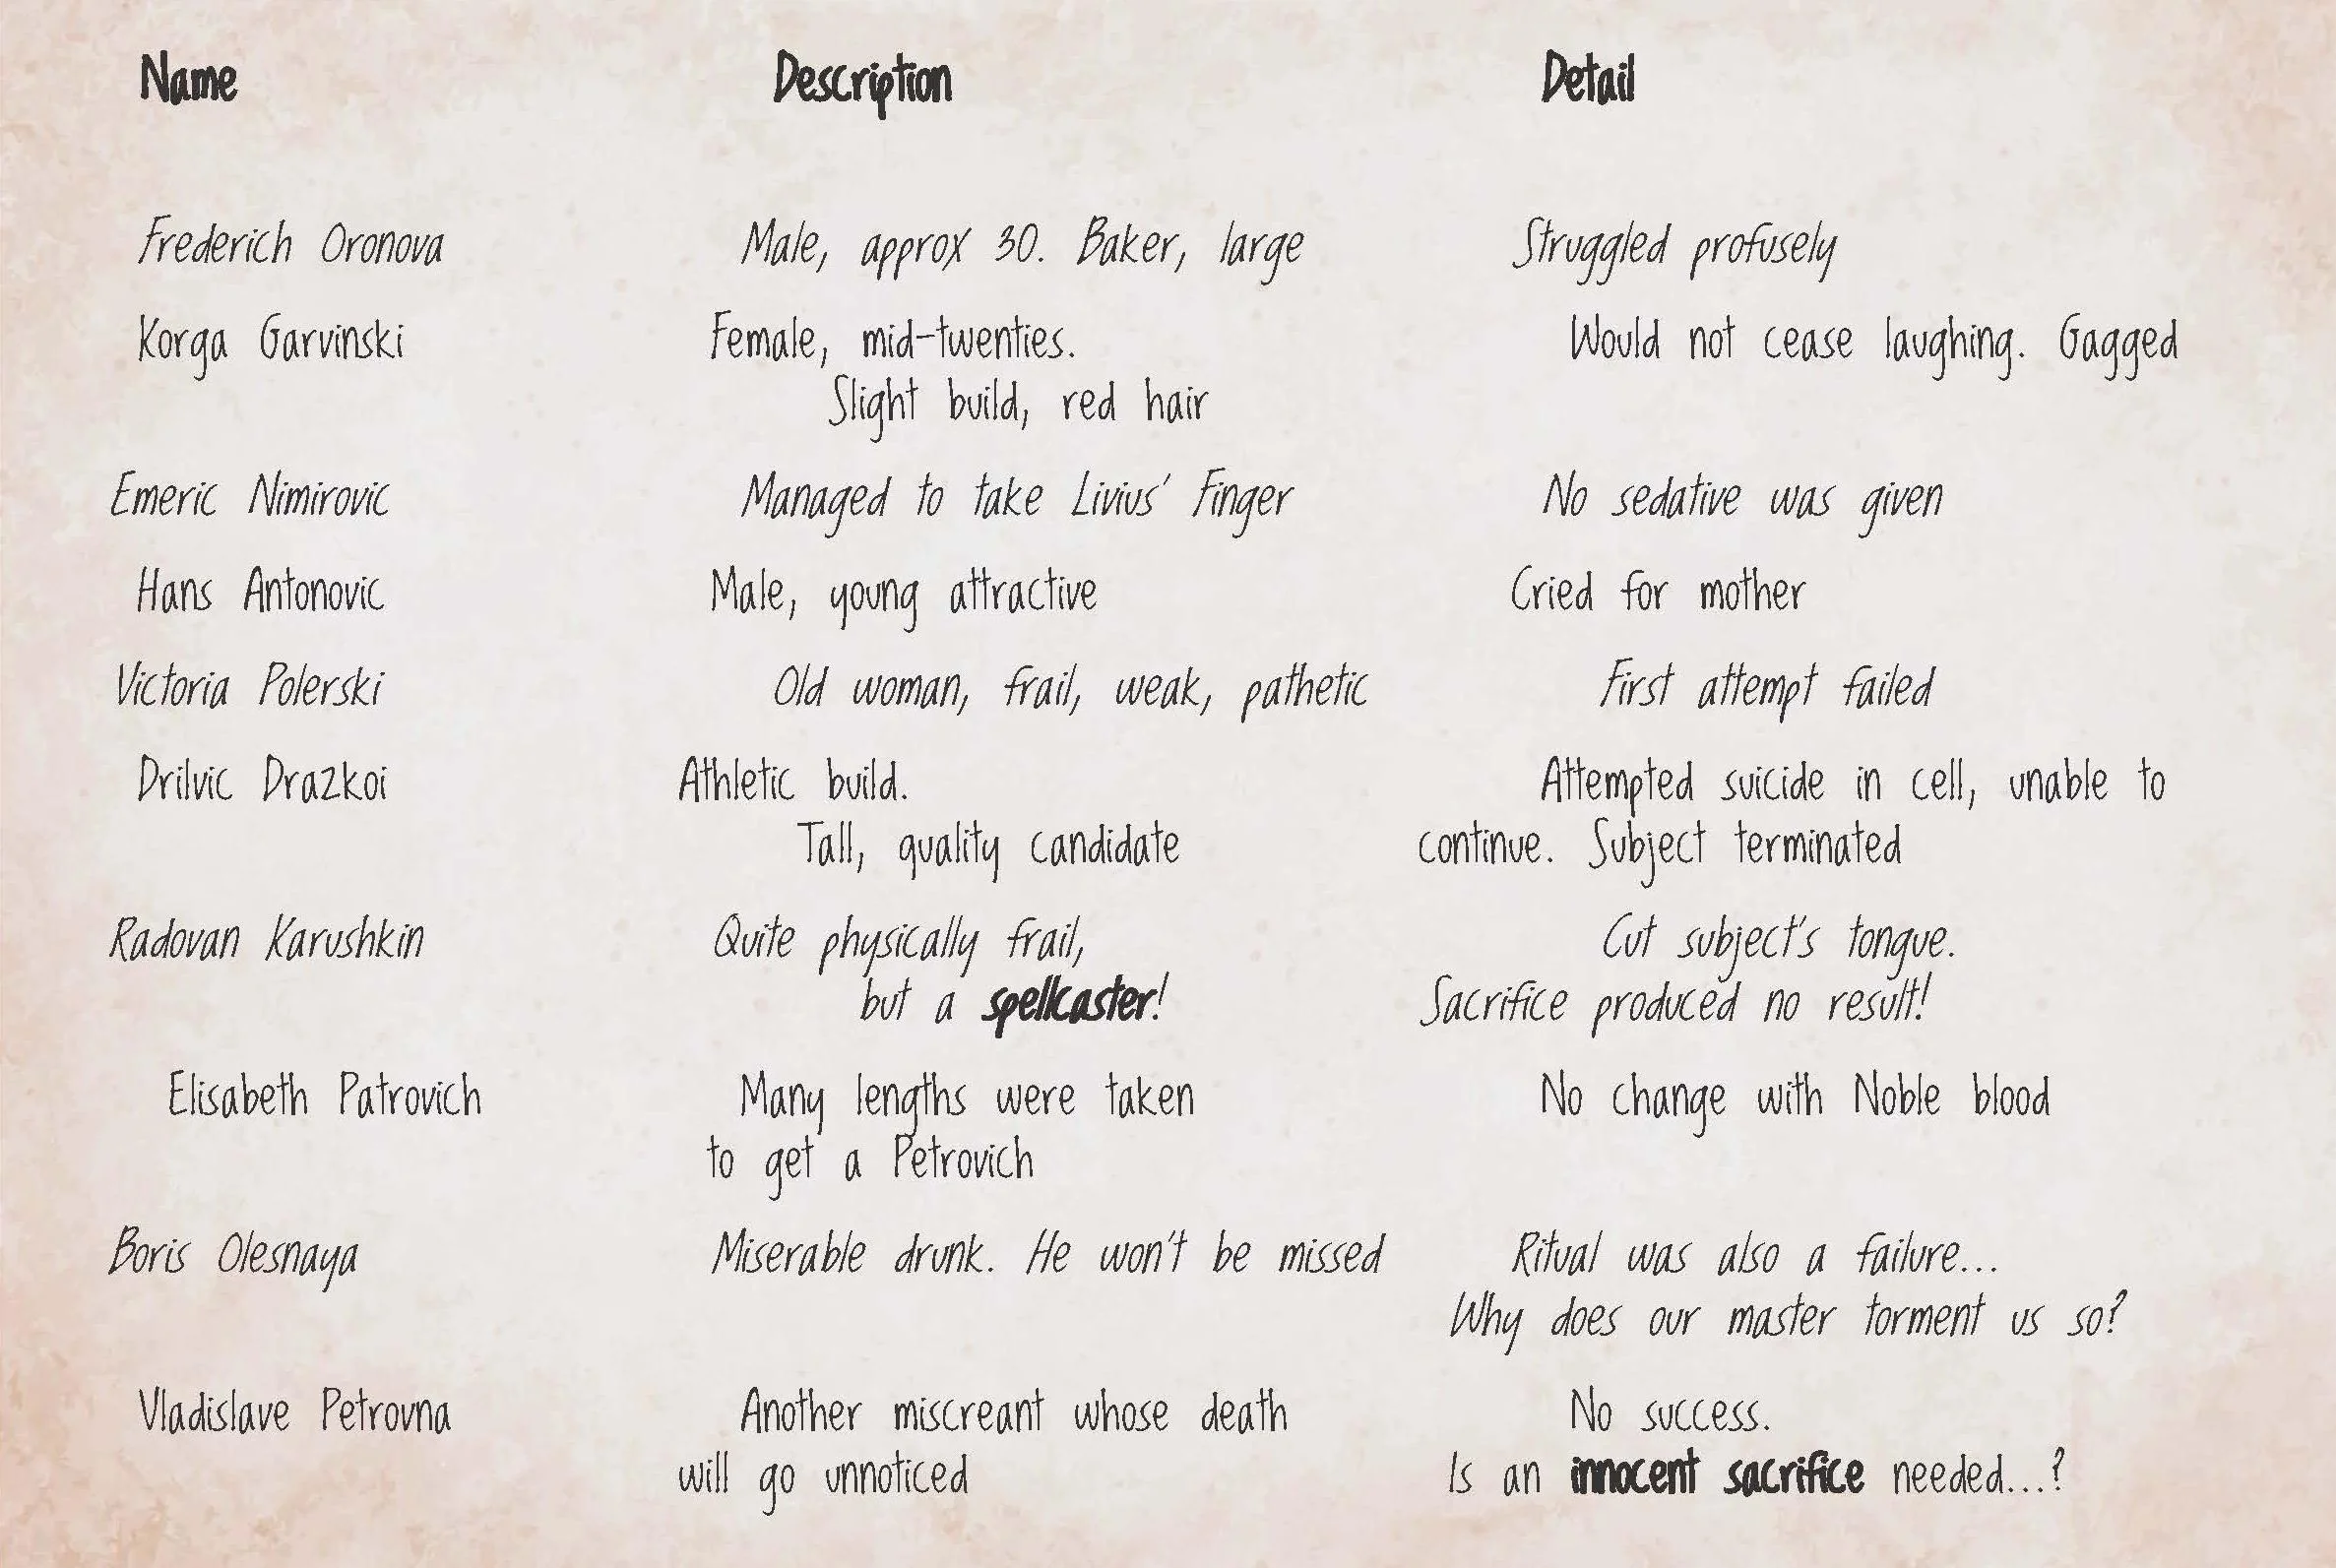 Name Description Detail
Frederich Oronova Male, approx 30. Baker, large Struggled profusely
Korga Garvinski Female, mid-twenties. Would not cease laughing. Gagged
Slight build, red hair
Emeric Nimirovic Managed to take Livius' Finger No sedative was given
Hans Antonovic Male, young attractive Cried for mother
Victoria Polerski Old woman, frail, weak, pathetic First attempt failed
Drilvic Drazkoi Athletic build. Attempted suicide in cell, unable to
Tall, quality candidate continue. Subject terminated
Radovan Karushkin Quite physically frail, Cut subject's tongue.
but a spellcaster! Sacrifice produced no result!
Elisabeth Patrovich Many lengths were taken No change with Noble blood
to get a Petrovich
Boris Olesnaya Miserable drunk. He won't be missed Ritual was also a failure...
Why does our master torment us so?
Vladislave Petrovna Another miscreant whose death No success.
will go unnoticed Is an innocent sacrifice needed...?